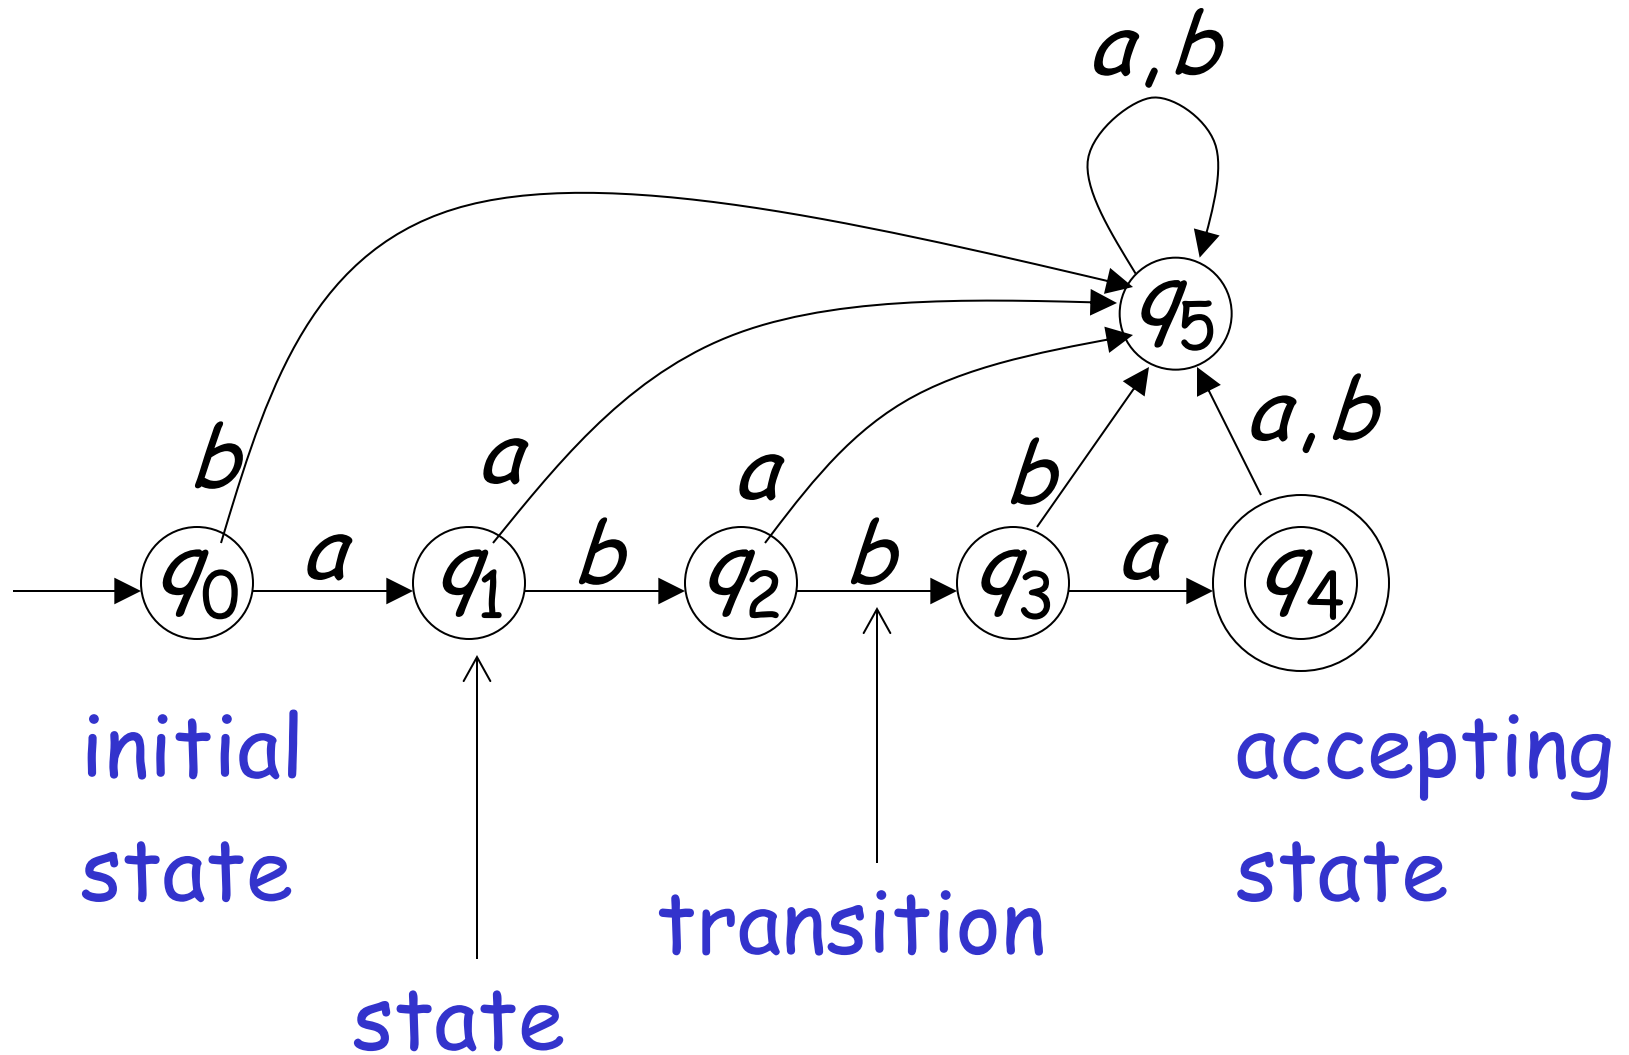 a,b
q5
b
a
a
b
a,b
q0
a
q1
b
q2
b
q3
a
q4
initial
state
accepting
state
transition
state